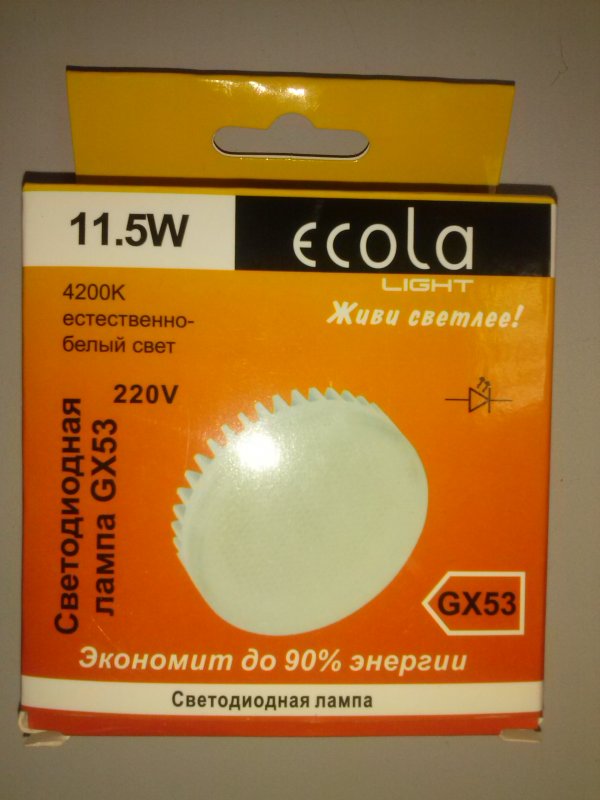 11.5W
ecola
LIGHT
Живи светлее!
4200K
естественно-
белый свет
220V
Светодиодная
лампа GX53
GX53
Экономит до 90% энергии
Светодиодная лампа